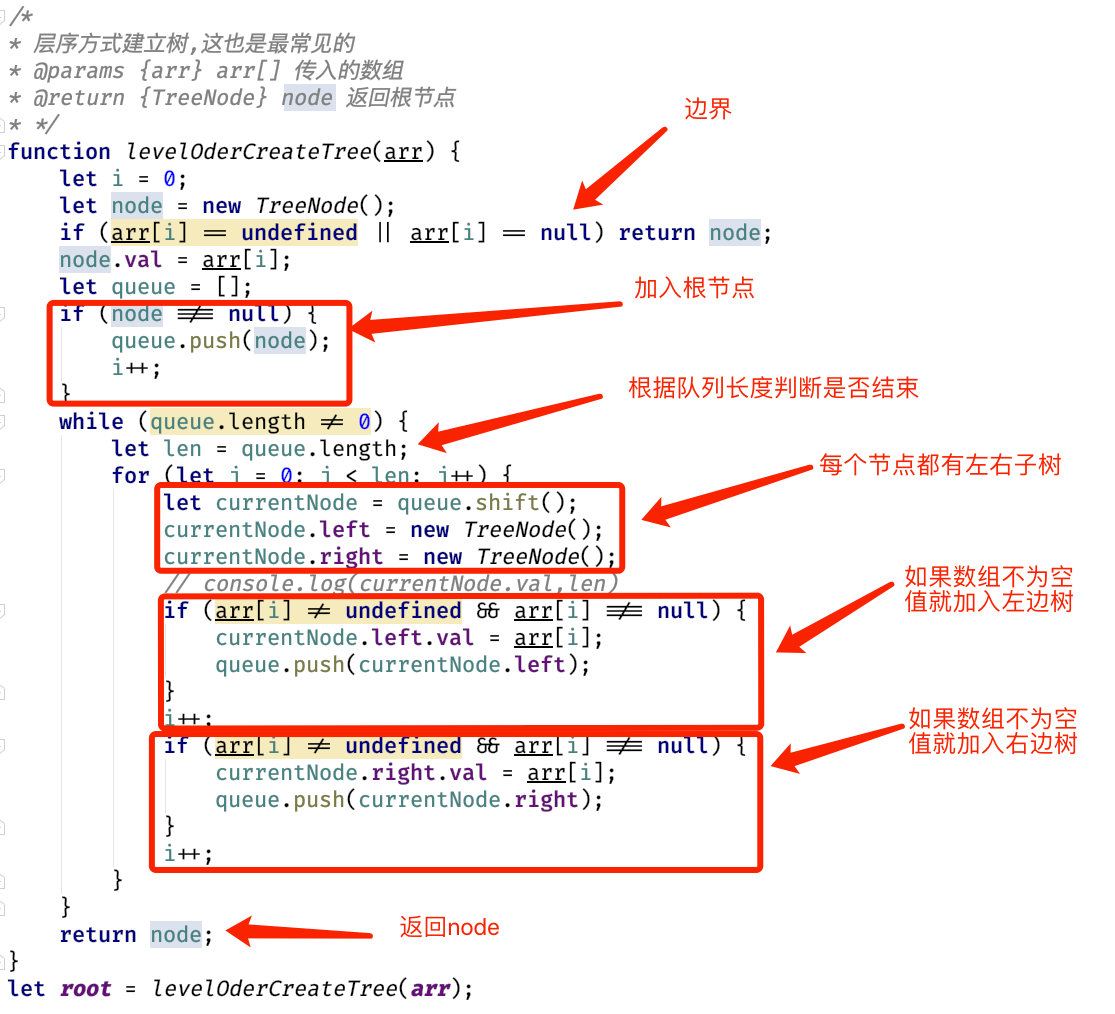 /*
* 层序方式建立树,这也是最常见的
* @params {arr} arr[] 传入的数组
* @return {TreeNode} node 返回根节点
* */
边界
function levelOderCreateTree(arr) {
let i = 0;
let node = new TreeNode();
if (arr[i] == undefined || arr[i] == null) return node;
node.val = arr[i];
let queue = [];
加入根节点
if (node !== null) {
queue.push(node);
i++;
}
根据队列长度判断是否结束
while (queue.length != 0) {
let len = queue.length;
每个节点都有左右子树
for (let j = 0; j < len; j++) {
let currentNode = queue.shift();
currentNode.left = new TreeNode();
currentNode.right = new TreeNode();
// console.log(currentNode.val,len)
如果数组不为空
值就加入左边树
if (arr[i] != undefined && arr[i] !== null) {
currentNode.left.val = arr[i];
queue.push(currentNode.left);
}
i++;
如果数组不为空
值就加入右边树
if (arr[i] != undefined && arr[i] !== null) {
currentNode.right.val = arr[i];
queue.push(currentNode.right);
}
i++;
}
}
return node;
返回node
}
let root = levelOderCreateTree(arr);